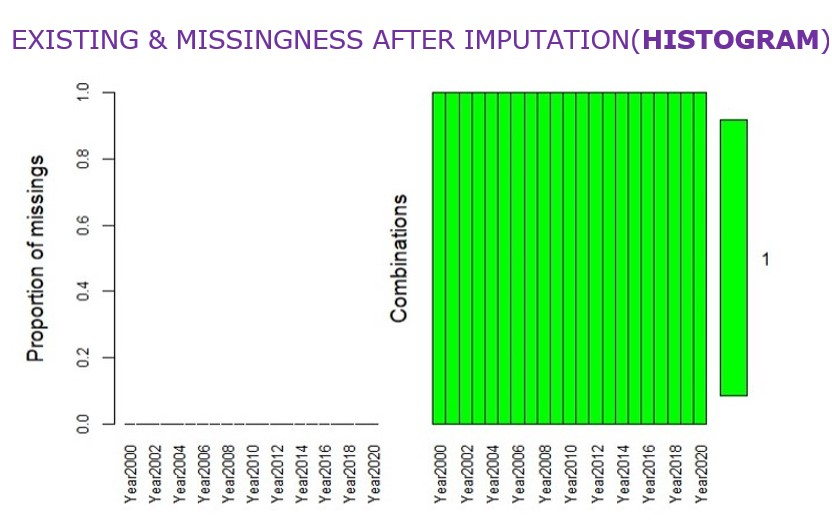 EXISTING & MISSINGNESS AFTER IMPUTATION(HISTOGRAM)
Proportion of missings
1.0
0.8
0.6
0.4
0.2
0.0
Year2000
Year2002
Year2004
Year2006
Year2008
Year2010
Year2012
Year2014
Year2016
Year2018
Year2020
Combinations
Year2000
Year2002
Year2004
Year2006
Year2008
Year2010
Year2012
Year2014
Year2016
Year2018
Year2020
1